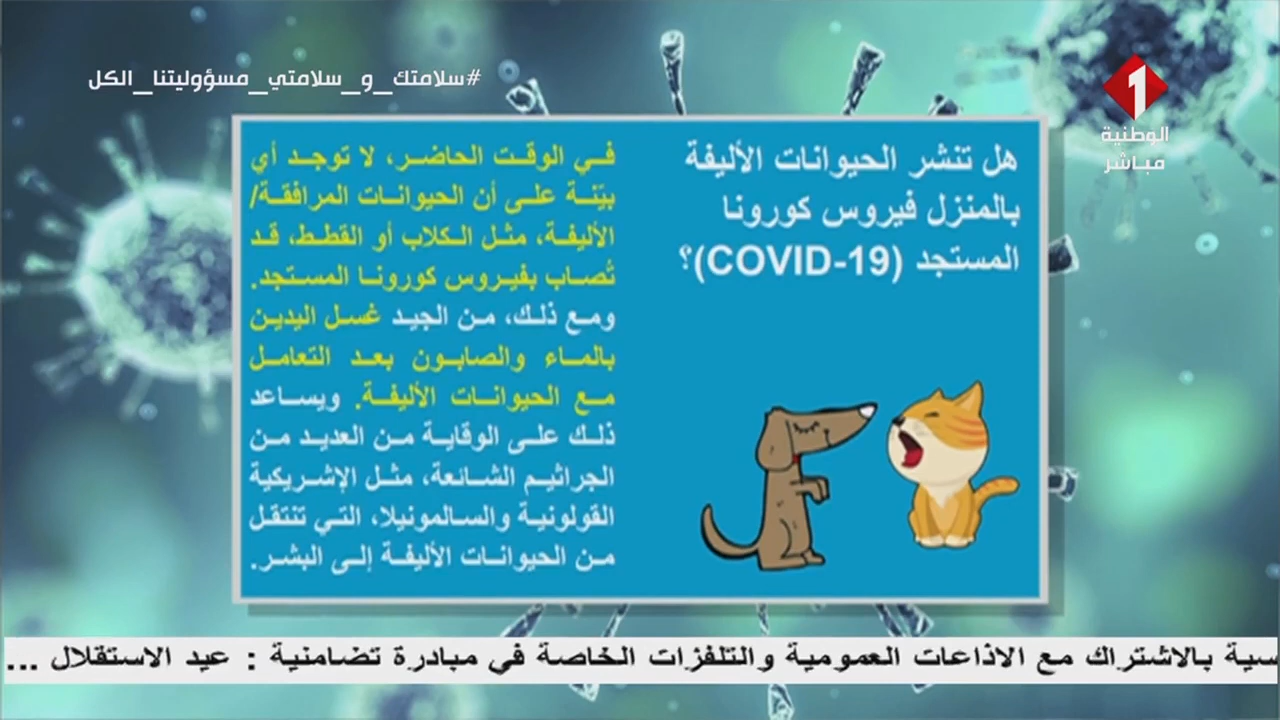 #سلامتك_و_سلامتي_مسؤوليتنا_الكل
1
الوطنية
مباشر
هل تنشر الحيوانات الأليفة
بالمنزل فيروس كورونا
المستجد (COVID-19)؟
في الوقت الحاضر، لا توجد أي
بيّنة على أن الحيوانات المرافقة/
الأليفة، مثل الكلاب أو القطط، قد
تُصاب بفيروس كورونا المستجد.
ومع ذلك، من الجيد غسل اليدين
بالماء والصابون بعد التعامل
مع الحيوانات الأليفة. ويساعد
ذلك على الوقاية من العديد من
الجراثيم الشائعة، مثل الإشريكية
القولونية والسالمونيلا، التي تنتقل
من الحيوانات الأليفة إلى البشر.
سية بالاشتراك مع الاذاعات العمومية والتلفزات الخاصة في مبادرة تضامنية : عيد الاستقلال ...